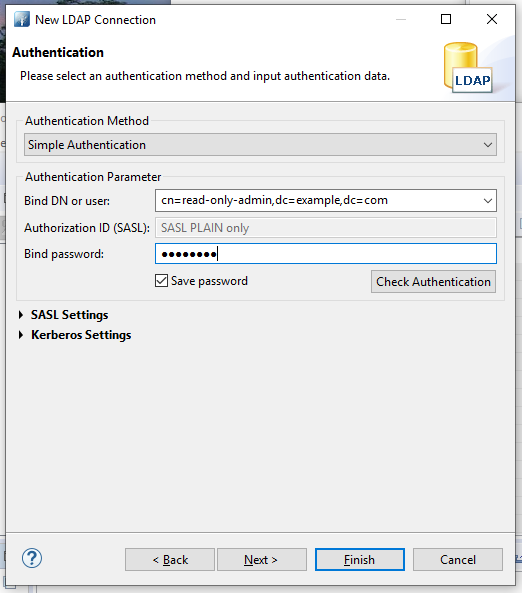 New LDAP Connection
Authentication
Please select an authentication method and input authentication data.
LDAP
Authentication Method
Simple Authentication
Authentication Parameter
Bind DN or user: cn=read-only-admin,dc=example,dc=com
Authorization ID (SASL): SASL PLAIN only
Bind password: ●●●●●●●●
Save password Check Authentication
SASL Settings
Kerberos Settings
? < Back Next > Finish Cancel